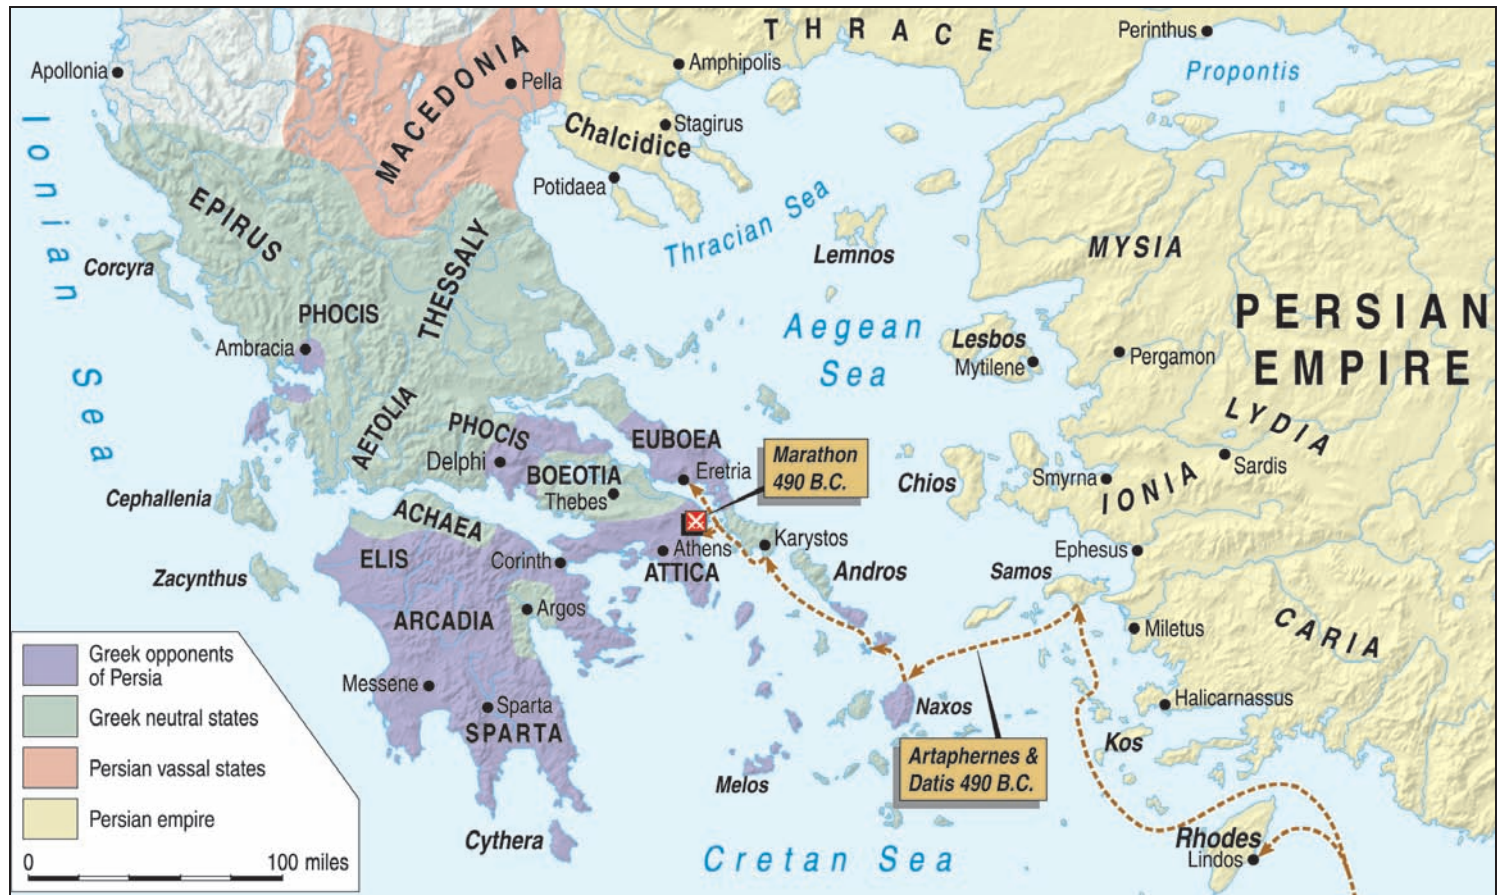 THRACE
Perinthus
Propontis
Apollonia
MACEDONIA
Pella
Amphipolis
Chalcidice
Stagirus
Potidaea
Ionian Sea
EPIRUS
Corcyra
THESSALY
Thracian Sea
Lemnos
MYSIA
PERSIAN
EMPIRE
PHOCIS
Ambracia
Aegean
Sea
Lesbos
Mytilene
Pergamon
AETOLIA
LYDIA
PHOCIS
Delphi
EUBOEA
Eretria
BOEOTIA
Thebes
Marathon
490 B.C.
Chios
Smyrna
IONIA
Sardis
Cephallenia
ACHAEA
ELIS
Corinth
Athens
ATTICA
Karystos
Andros
Samos
Ephesus
Zacynthus
ARCADIA
Argos
Miletus
CARIA
Messene
Sparta
SPARTA
Naxos
Halicarnassus
Kos
Melos
Artaphernes &
Datis 490 B.C.
Cythera
Cretan Sea
Rhodes
Lindos
Greek opponents
of Persia
Greek neutral states
Persian vassal states
Persian empire
0 100 miles